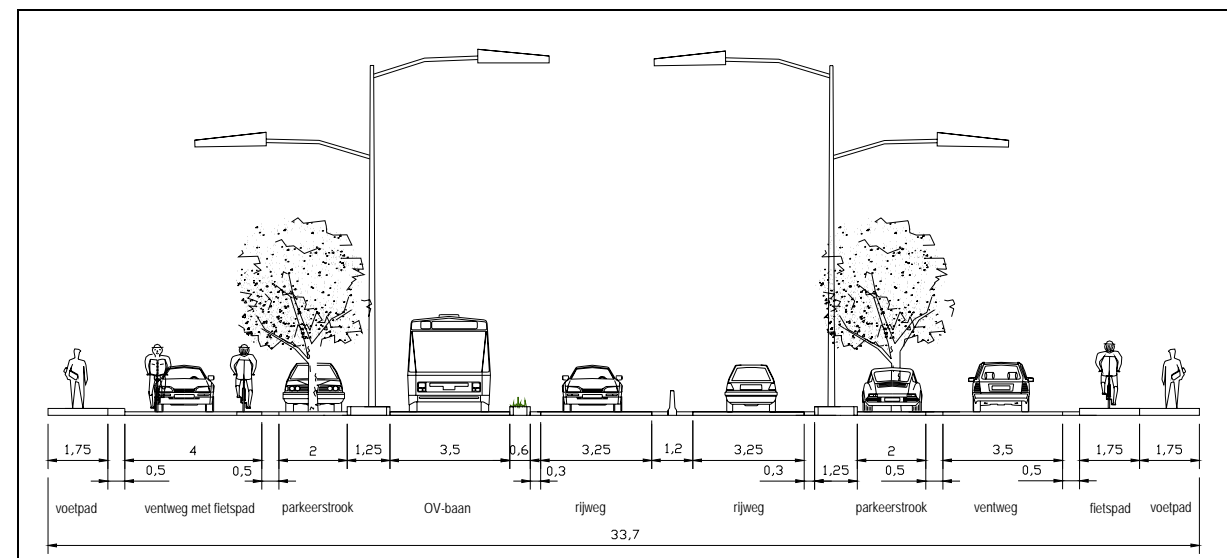 1,75 4 2 1,25 3,5 0,6 3,25 1,2 3,25 2 3,5 1,75 1,75
0,5 0,5 0,3 0,3 1,25 0,5 0,5
voetpad ventweg met fietspad parkeerstrook OV-baan rijweg rijweg parkeerstrook ventweg fietspad voetpad
33,7